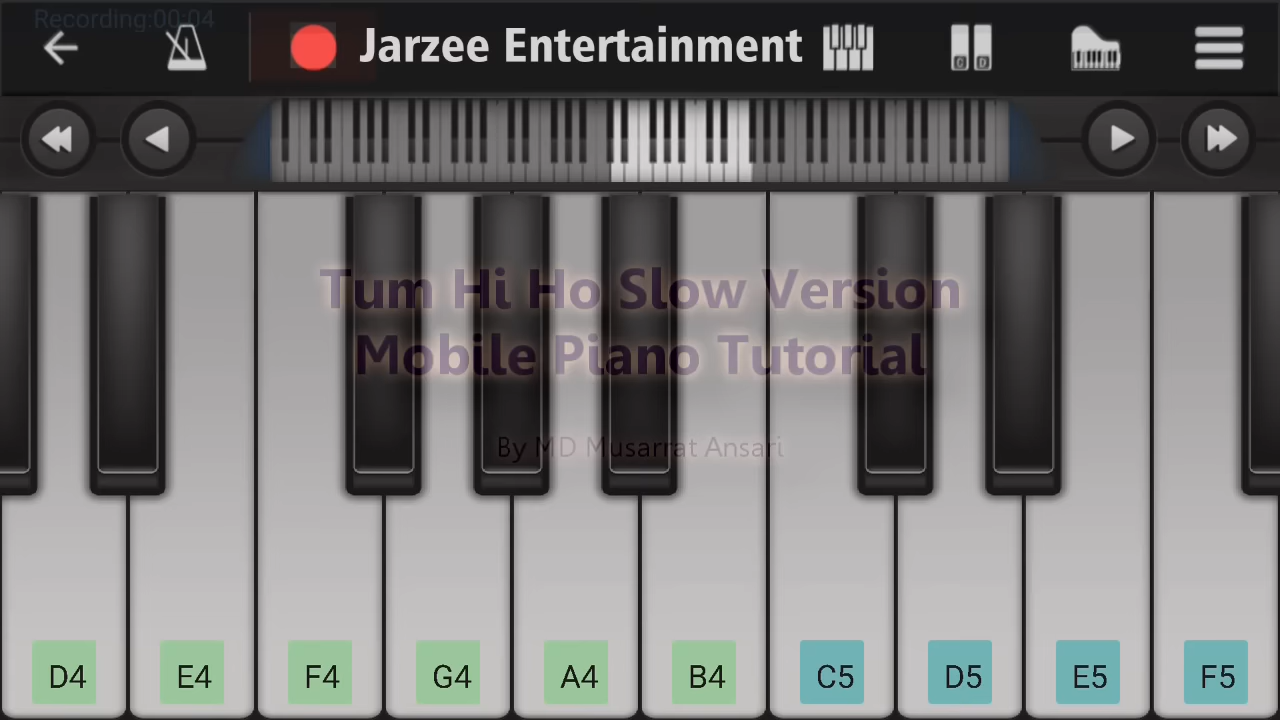 Recording:00:04
Jarzee Entertainment
Tum Hi Ho Slow Version
Mobile Piano Tutorial
By MD Musarrat Ansari
D4 E4 F4 G4 A4 B4 C5 D5 E5 F5